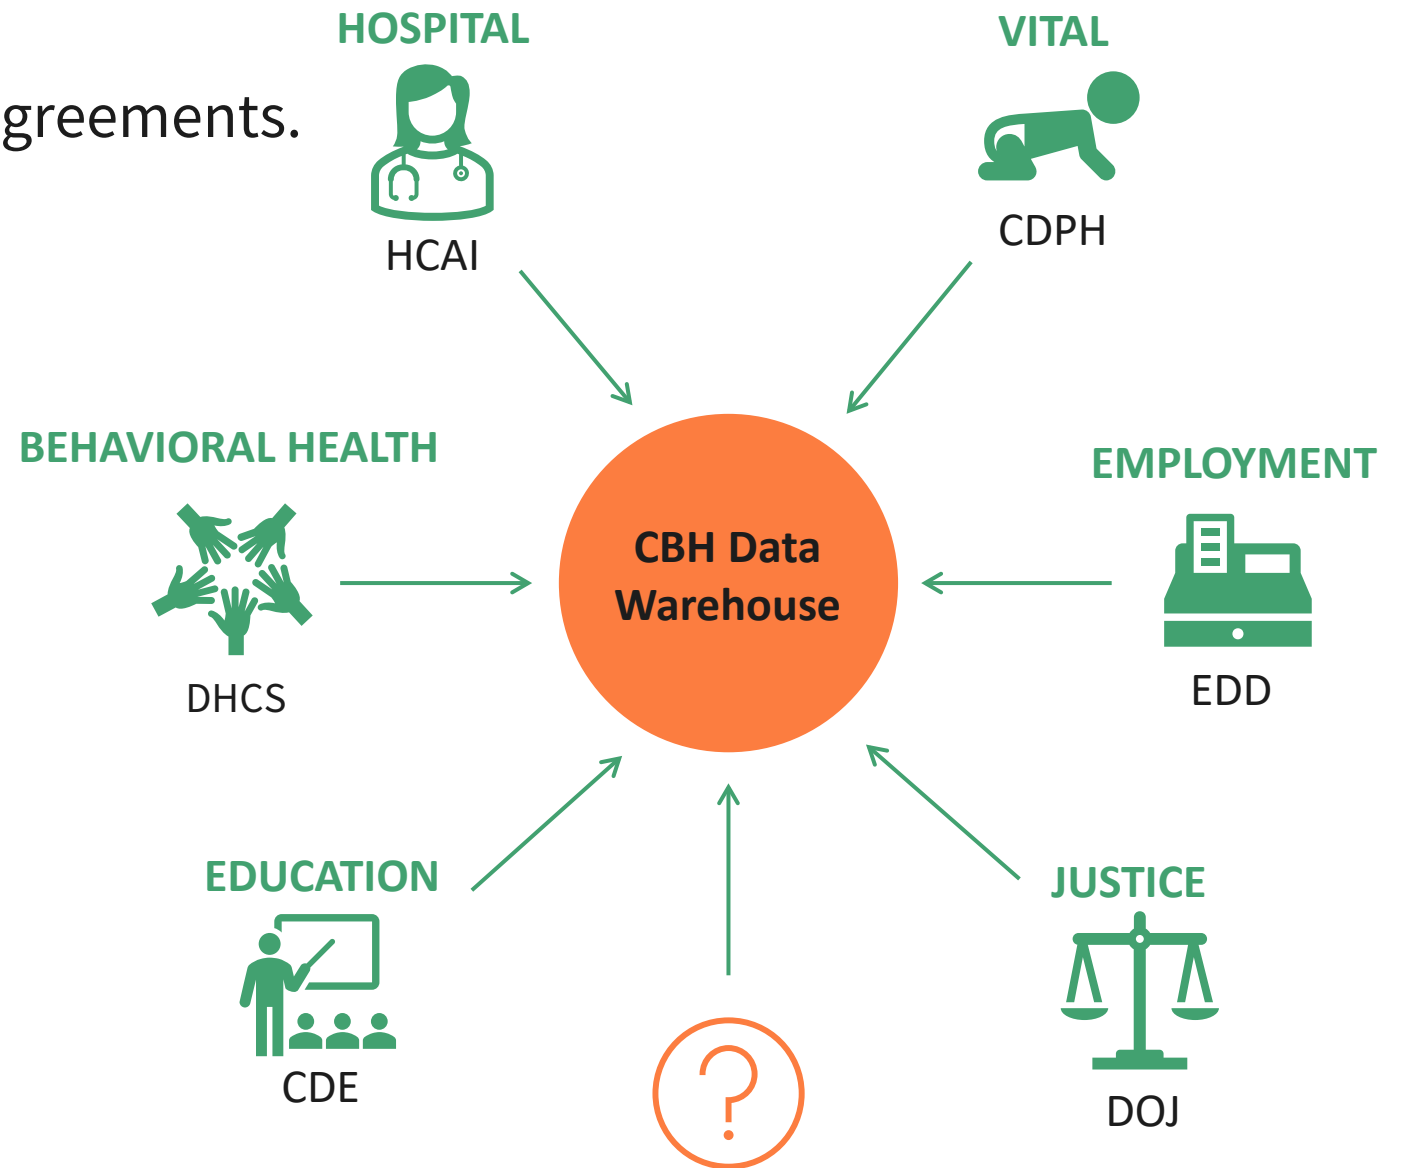 HOSPITAL
VITAL
greements.
HCAI
CDPH
BEHAVIORAL HEALTH
EMPLOYMENT
CBH Data
Warehouse
DHCS
EDD
EDUCATION
JUSTICE
CDE
?
DOJ